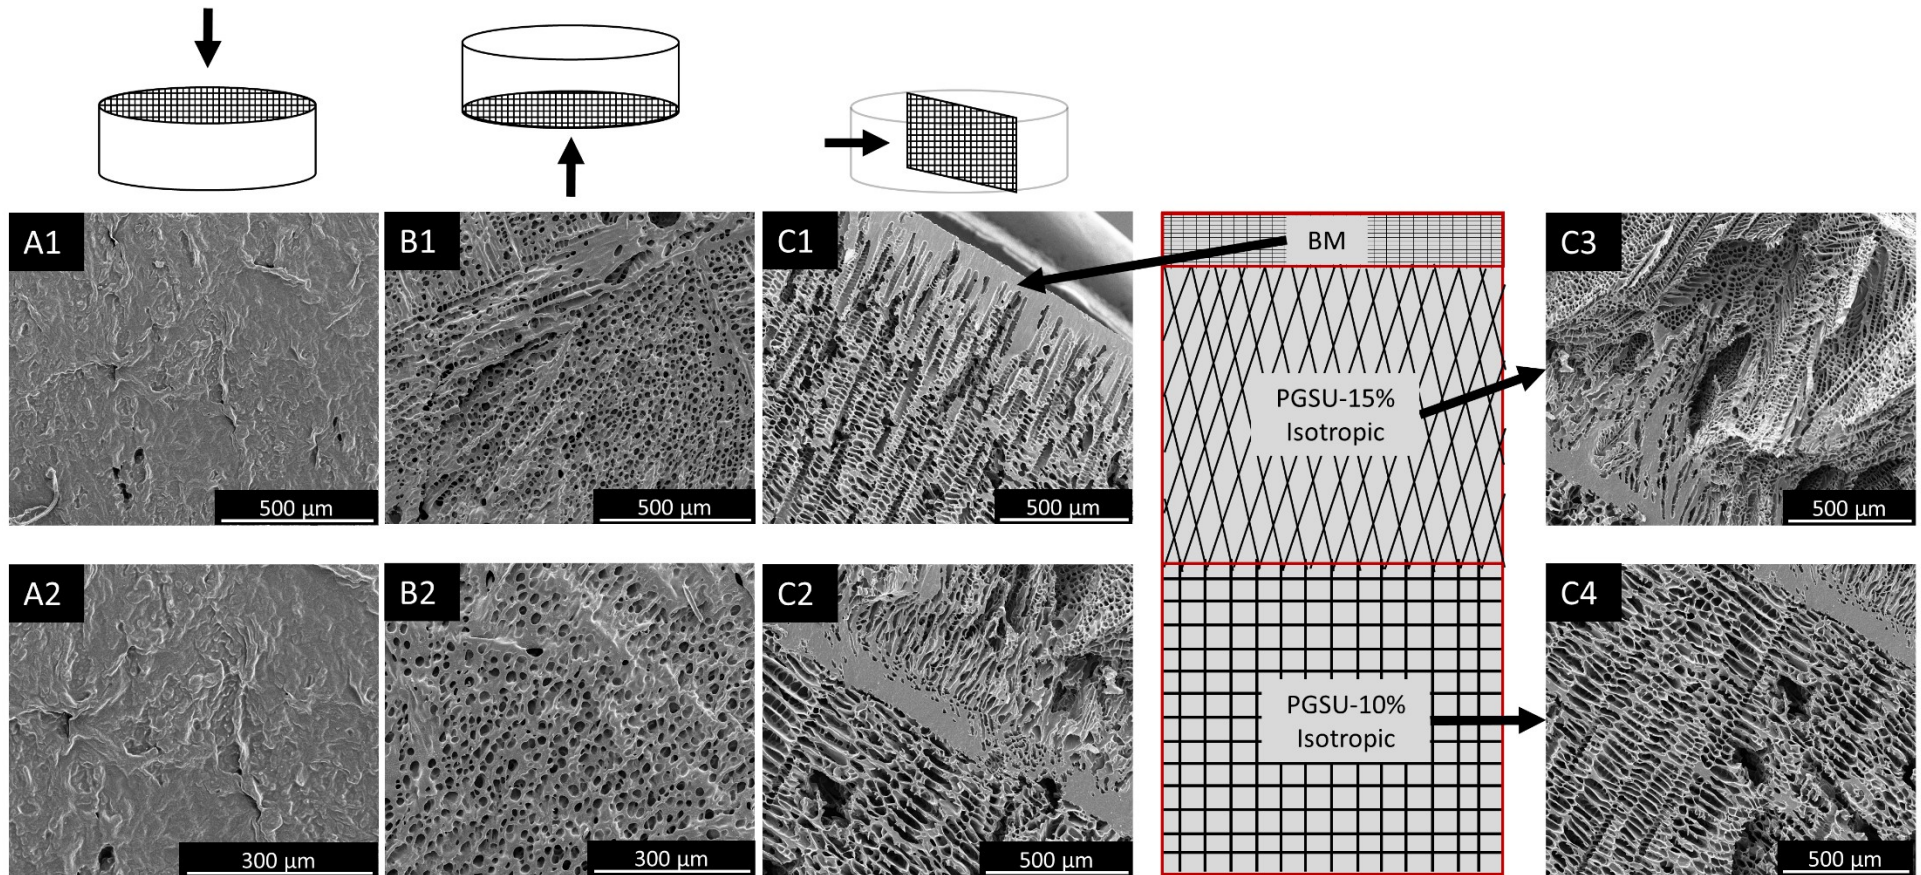 A1
500 µm
B1
500 µm
C1
500 µm
BM
PGSU-15%
Isotropic
C3
500 µm
A2
300 µm
B2
300 µm
C2
500 µm
PGSU-10%
Isotropic
C4
500 µm